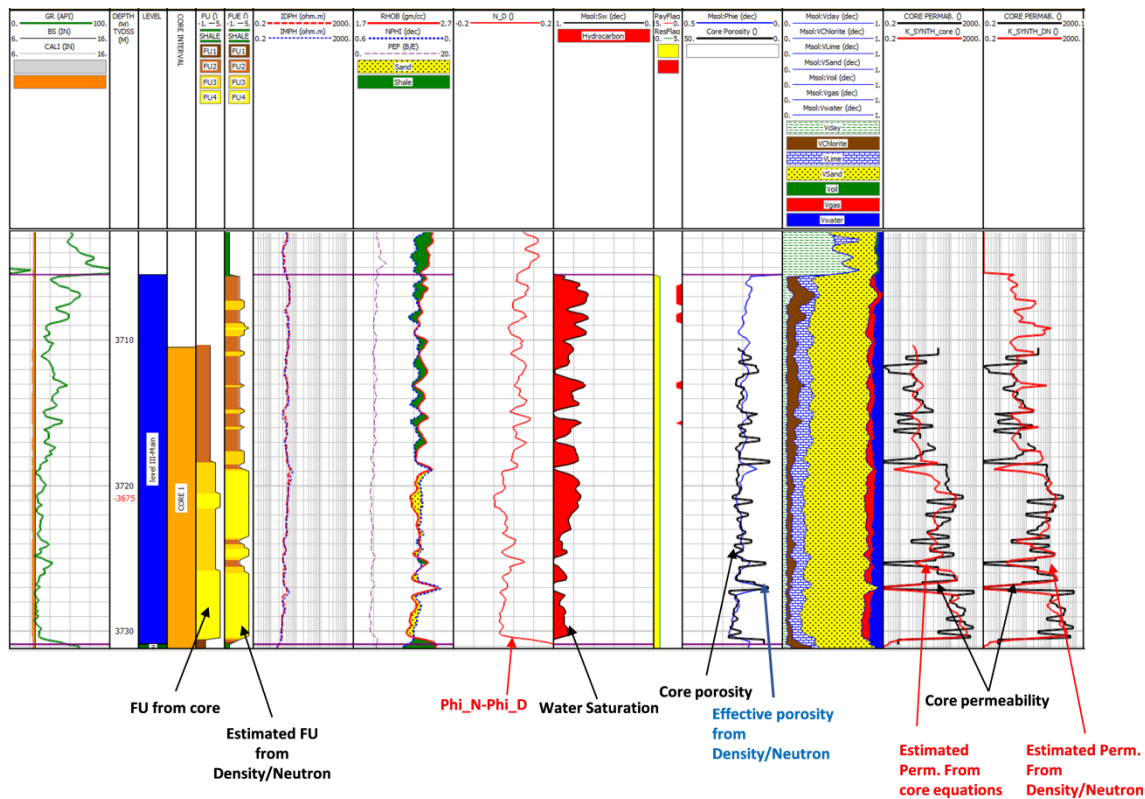 GR (API)
0. 100.
BS (IN)
6. 16.
CALI (IN)
6. 16.
DEPTH
(M)
TVDSS
(M)
LEVEL
CORE INTERVAL
FU ()
-1. 5.
SHALE
FU1
FU2
FU3
FU4
FUE ()
-1. 5.
SHALE
FU1
FU2
FU3
FU4
IDPH (ohm.m)
0.2 2000.
IMPH (ohm.m)
0.2 2000.
RHOB (gm/cc)
1.7 2.7
NPHI (dec)
0.6 0.
PEF (B/E)
0. 20.
Sand
Shale
N_D ()
-0.2 0.2
Msol:Sw (dec)
1. 0.
Hydrocarbon
PayFlag
5. 0.
ResFlag
0. 5.
Msol:Phie (dec)
0.5 0.
Core Porosity ()
50. 0.
Msol:Vclay (dec)
0. 1.
Msol:VChlorite (dec)
0. 1.
Msol:VLime (dec)
0. 1.
Msol:VSand (dec)
0. 1.
Msol:Voil (dec)
0. 1.
Msol:Vgas (dec)
0. 1.
Msol:Vwater (dec)
0. 1.
Vclay
VChlorite
VLime
VSand
Voil
Vgas
Vwater
CORE PERMAB. ()
0.2 2000.
K_SYNTH_core ()
0.2 2000.
CORE PERMAB. ()
0.2 2000.
K_SYNTH_DN ()
0.2 2000.
3710
3720
-3675
3730
level III-Main
CORE 1
FU from core
Estimated FU
from
Density/Neutron
Phi_N-Phi_D
Water Saturation
Core porosity
Effective porosity
from
Density/Neutron
Core permeability
Estimated
Perm. From
core equations
Estimated Perm.
From
Density/Neutron